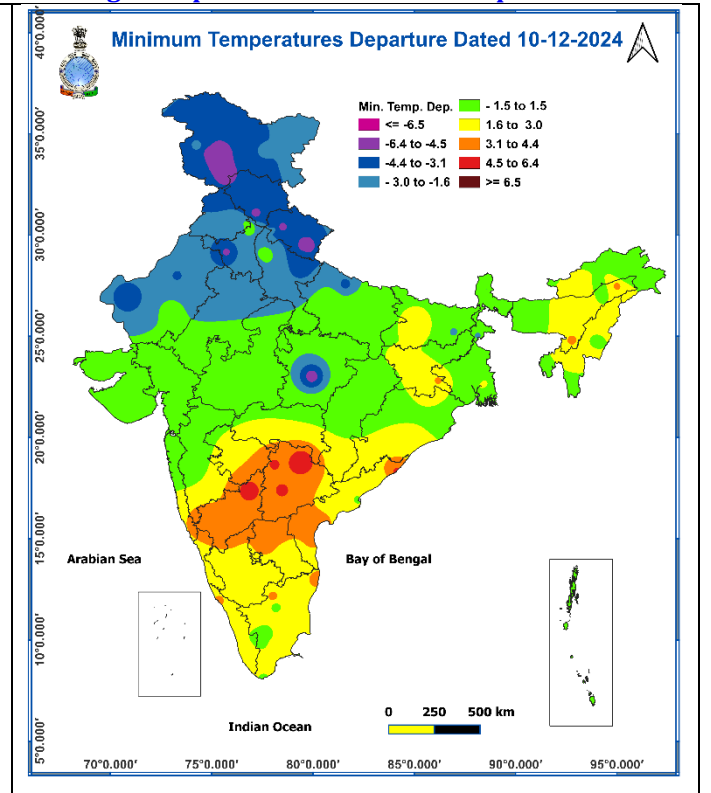 Minimum Temperatures Departure Dated 10-12-2024
Min. Temp. Dep.
<= -6.5
-6.4 to -4.5
-4.4 to -3.1
- 3.0 to -1.6
- 1.5 to 1.5
1.6 to 3.0
3.1 to 4.4
4.5 to 6.4
>= 6.5
40°0.000'
35°0.000'
30°0.000'
25°0.000'
20°0.000'
15°0.000'
10°0.000'
5°0.000'
Arabian Sea
Bay of Bengal
Indian Ocean
0 250 500 km
70°0.000' 75°0.000' 80°0.000' 85°0.000' 90°0.000' 95°0.000'